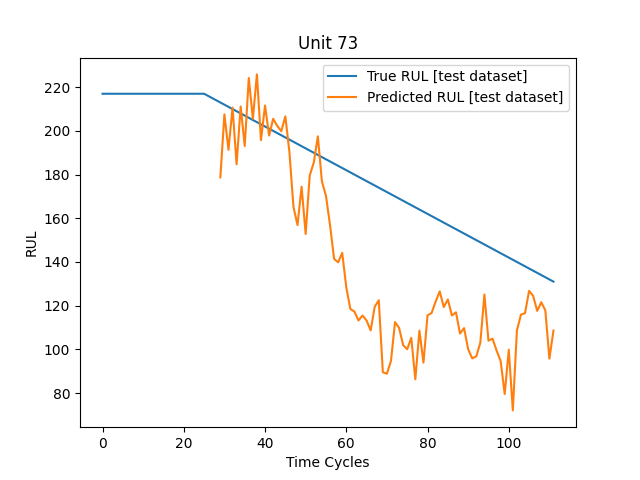 Unit 73
True RUL [test dataset]
Predicted RUL [test dataset]
220
200
180
160
140
120
100
80
RUL
0 20 40 60 80 100
Time Cycles